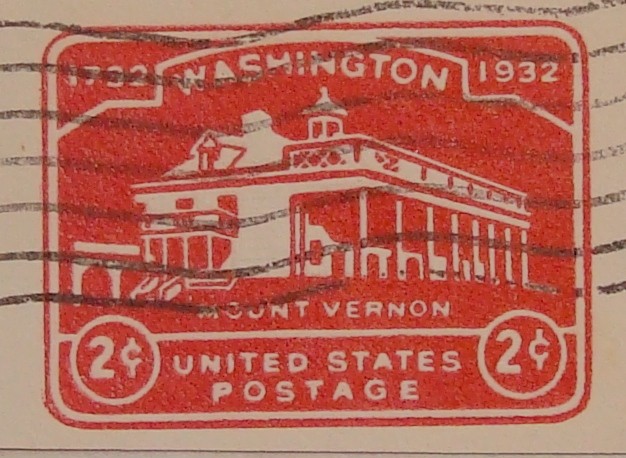 1732 WASHINGTON 1932
MOUNT VERNON
2¢ UNITED STATES 2¢
POSTAGE